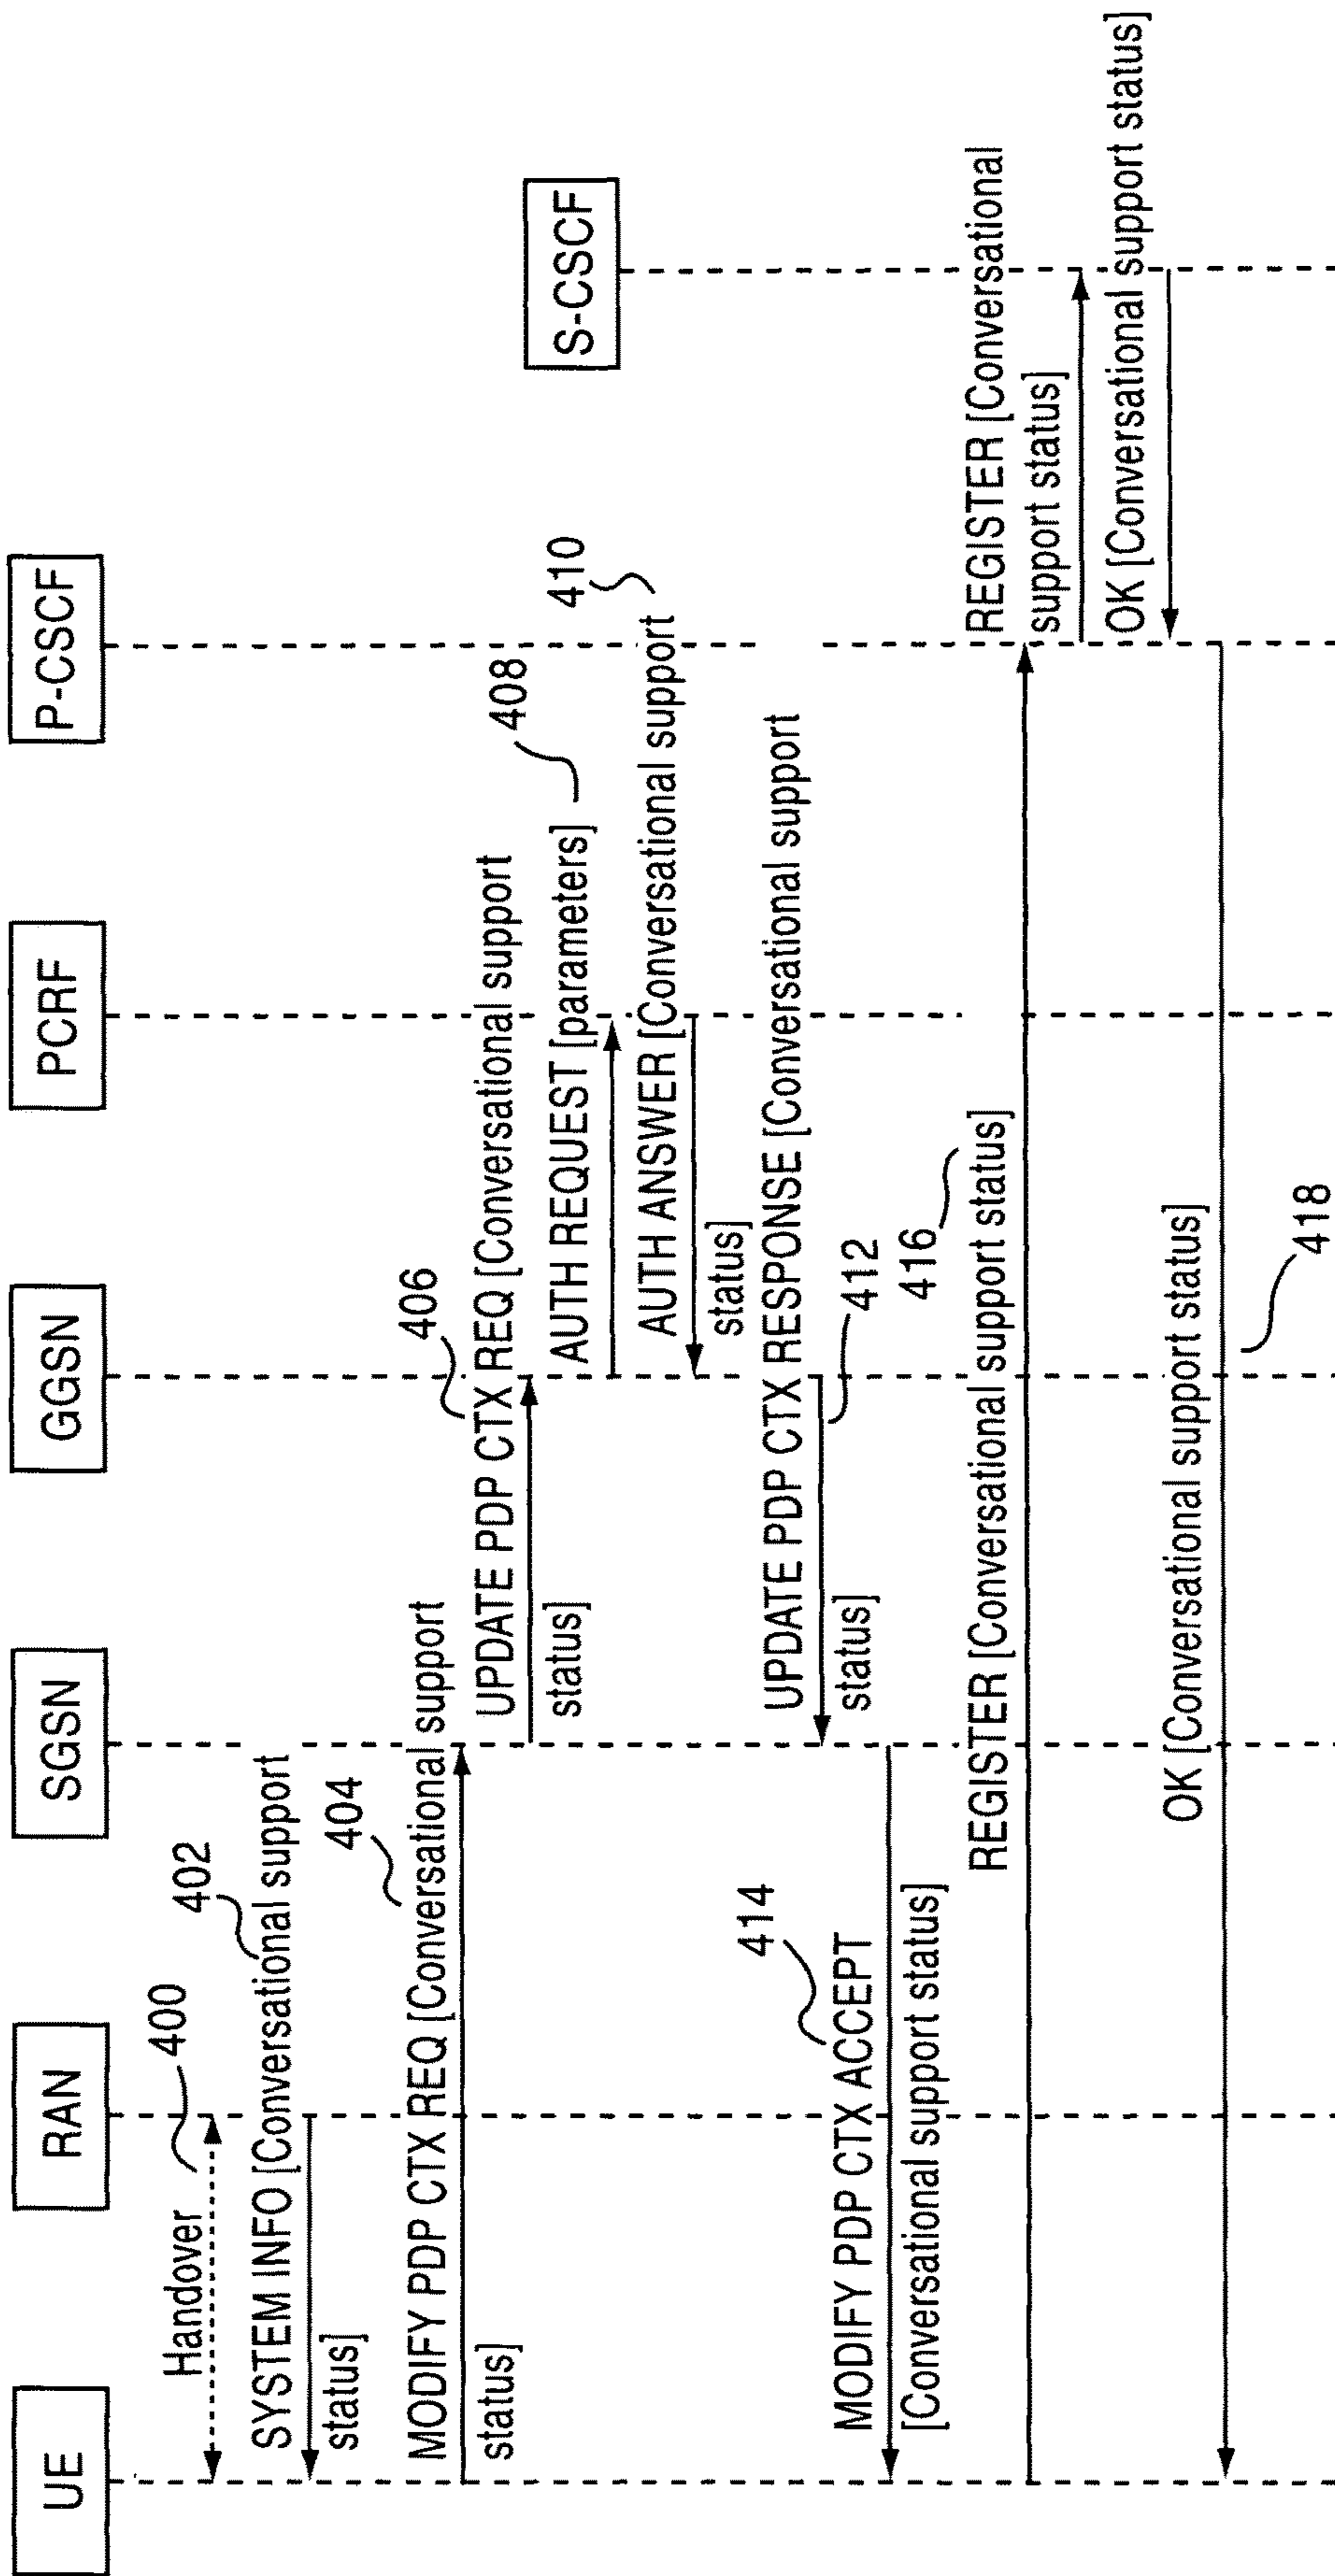 UE
RAN
SGSN
GGSN
PCRF
P-CSCF
S-CSCF
Handover
400
SYSTEM INFO [Conversational support
status]
402
MODIFY PDP CTX REQ [Conversational support
status]
404
UPDATE PDP CTX REQ [Conversational support
status]
406
AUTH REQUEST [parameters]
408
AUTH ANSWER [Conversational support
status]
410
UPDATE PDP CTX RESPONSE [Conversational support
status]
412
MODIFY PDP CTX ACCEPT
[Conversational support status]
414
REGISTER [Conversational support status]
416
REGISTER [Conversational
support status]
OK [Conversational support status]
OK [Conversational support status]
418